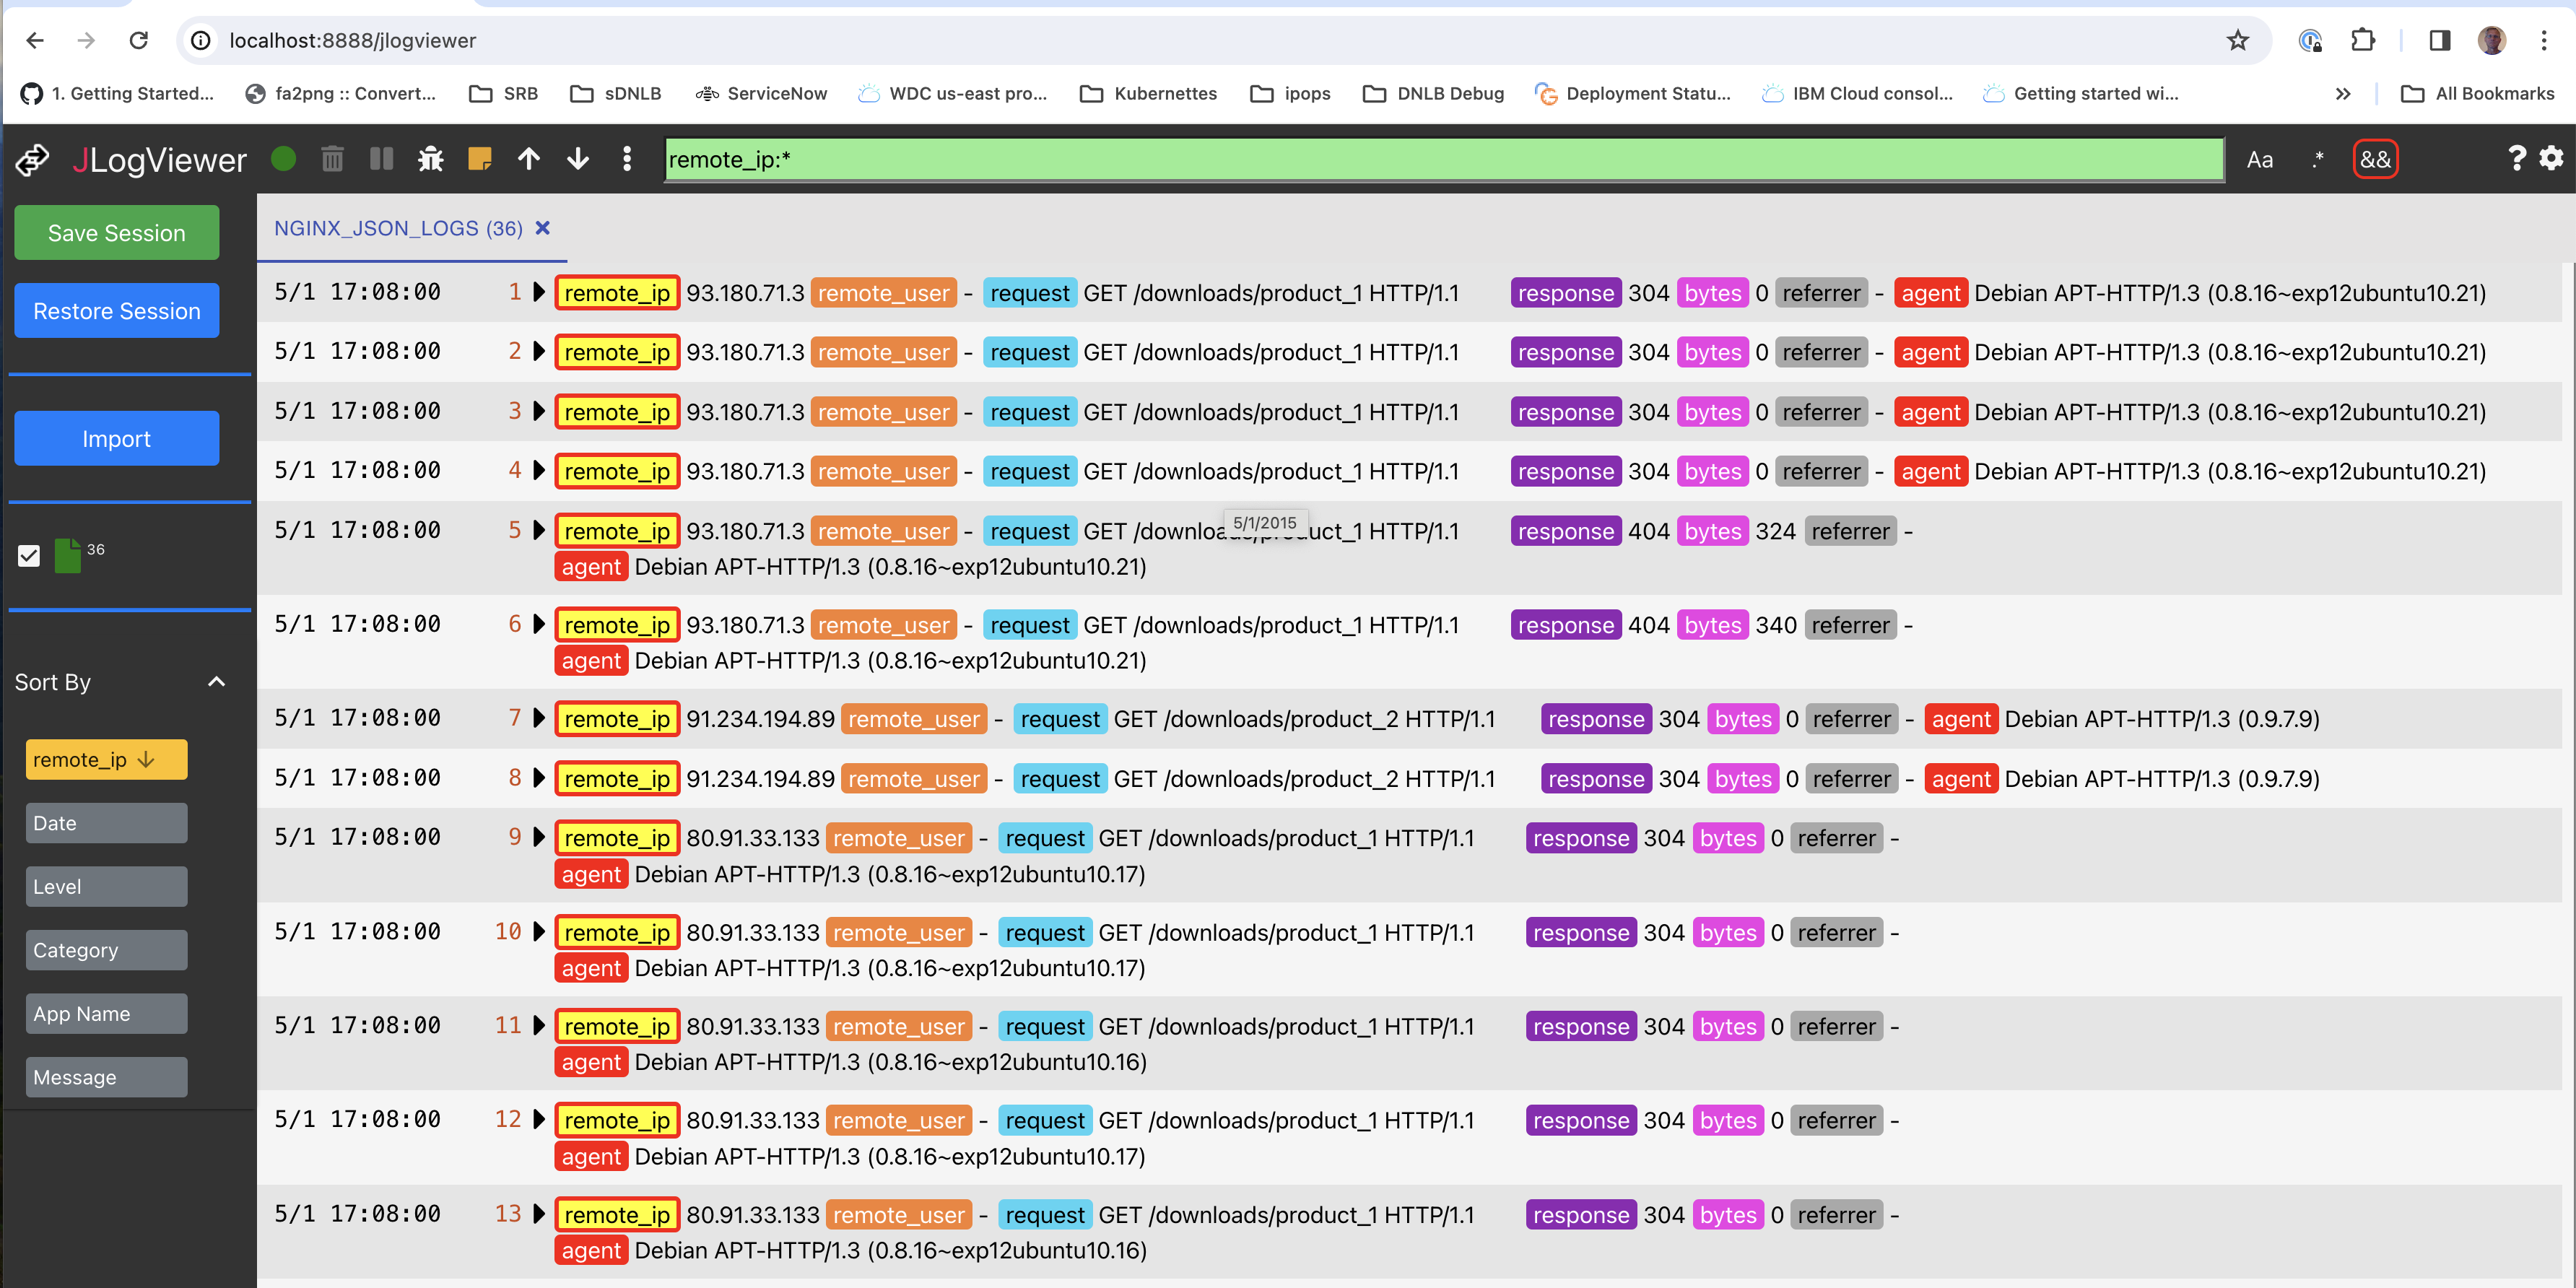 localhost:8888/jlogviewer
1. Getting Started... fa2png :: Convert... SRB sDNLB ServiceNow WDC us-east pro... Kubernettes ipops DNLB Debug Deployment Statu... IBM Cloud consol... Getting started wi... » All Bookmarks
JLogViewer remote_ip:* Aa .* && ?
Save Session
Restore Session
Import
36
Sort By
remote_ip ↓
Date
Level
Category
App Name
Message
NGINX_JSON_LOGS (36) ×
5/1 17:08:00 1 remote_ip 93.180.71.3 remote_user - request GET /downloads/product_1 HTTP/1.1 response 304 bytes 0 referrer - agent Debian APT-HTTP/1.3 (0.8.16~exp12ubuntu10.21)
5/1 17:08:00 2 remote_ip 93.180.71.3 remote_user - request GET /downloads/product_1 HTTP/1.1 response 304 bytes 0 referrer - agent Debian APT-HTTP/1.3 (0.8.16~exp12ubuntu10.21)
5/1 17:08:00 3 remote_ip 93.180.71.3 remote_user - request GET /downloads/product_1 HTTP/1.1 response 304 bytes 0 referrer - agent Debian APT-HTTP/1.3 (0.8.16~exp12ubuntu10.21)
5/1 17:08:00 4 remote_ip 93.180.71.3 remote_user - request GET /downloads/product_1 HTTP/1.1 response 304 bytes 0 referrer - agent Debian APT-HTTP/1.3 (0.8.16~exp12ubuntu10.21)
5/1/2015
5/1 17:08:00 5 remote_ip 93.180.71.3 remote_user - request GET /downloads/product_1 HTTP/1.1 response 404 bytes 324 referrer -
agent Debian APT-HTTP/1.3 (0.8.16~exp12ubuntu10.21)
5/1 17:08:00 6 remote_ip 93.180.71.3 remote_user - request GET /downloads/product_1 HTTP/1.1 response 404 bytes 340 referrer -
agent Debian APT-HTTP/1.3 (0.8.16~exp12ubuntu10.21)
5/1 17:08:00 7 remote_ip 91.234.194.89 remote_user - request GET /downloads/product_2 HTTP/1.1 response 304 bytes 0 referrer - agent Debian APT-HTTP/1.3 (0.9.7.9)
5/1 17:08:00 8 remote_ip 91.234.194.89 remote_user - request GET /downloads/product_2 HTTP/1.1 response 304 bytes 0 referrer - agent Debian APT-HTTP/1.3 (0.9.7.9)
5/1 17:08:00 9 remote_ip 80.91.33.133 remote_user - request GET /downloads/product_1 HTTP/1.1 response 304 bytes 0 referrer -
agent Debian APT-HTTP/1.3 (0.8.16~exp12ubuntu10.17)
5/1 17:08:00 10 remote_ip 80.91.33.133 remote_user - request GET /downloads/product_1 HTTP/1.1 response 304 bytes 0 referrer -
agent Debian APT-HTTP/1.3 (0.8.16~exp12ubuntu10.17)
5/1 17:08:00 11 remote_ip 80.91.33.133 remote_user - request GET /downloads/product_1 HTTP/1.1 response 304 bytes 0 referrer -
agent Debian APT-HTTP/1.3 (0.8.16~exp12ubuntu10.16)
5/1 17:08:00 12 remote_ip 80.91.33.133 remote_user - request GET /downloads/product_1 HTTP/1.1 response 304 bytes 0 referrer -
agent Debian APT-HTTP/1.3 (0.8.16~exp12ubuntu10.17)
5/1 17:08:00 13 remote_ip 80.91.33.133 remote_user - request GET /downloads/product_1 HTTP/1.1 response 304 bytes 0 referrer -
agent Debian APT-HTTP/1.3 (0.8.16~exp12ubuntu10.16)